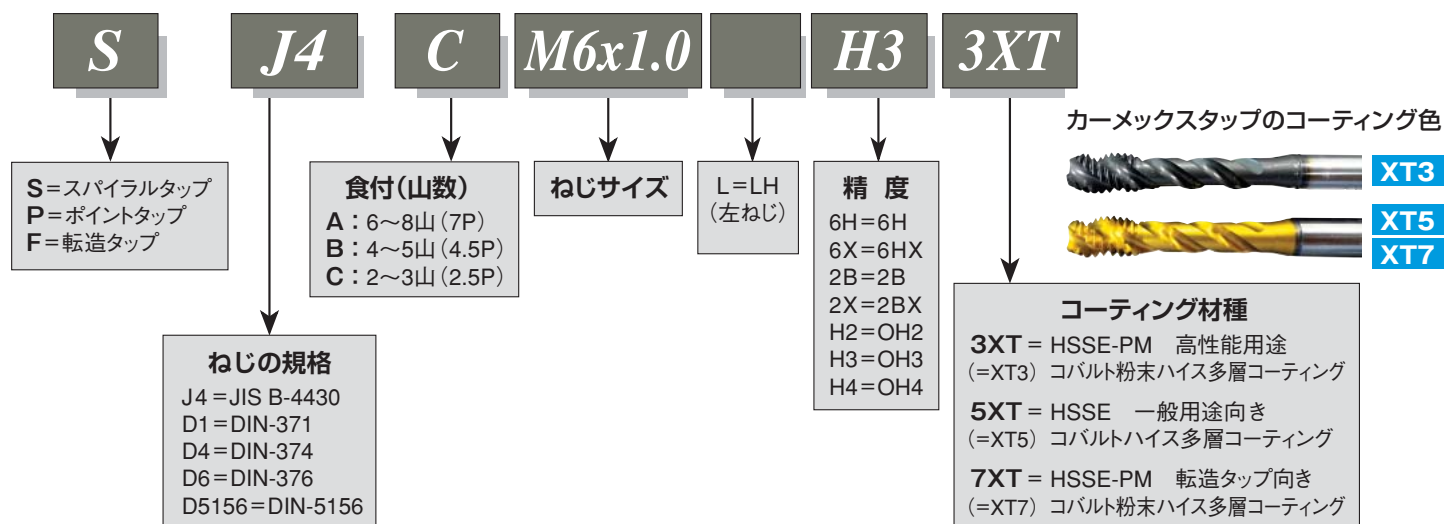 S J4 C M6x1.0 H3 3XT
S=スパイラルタップ
P=ポイントタップ
F=転造タップ
ねじの規格
J4=JIS B-4430
D1=DIN-371
D4=DIN-374
D6=DIN-376
D5156=DIN-5156
食付(山数)
A:6〜8山(7P)
B:4〜5山(4.5P)
C:2〜3山(2.5P)
ねじサイズ
L=LH
(左ねじ)
精 度
6H=6H
6X=6HX
2B=2B
2X=2BX
H2=OH2
H3=OH3
H4=OH4
カーメックスタップのコーティング色
XT3
XT5
XT7
コーティング材種
3XT= HSSE-PM 高性能用途
(=XT3) コバルト粉末ハイス多層コーティング
5XT= HSSE 一般用途向き
(=XT5) コバルトハイス多層コーティング
7XT= HSSE-PM 転造タップ向き
(=XT7) コバルト粉末ハイス多層コーティング